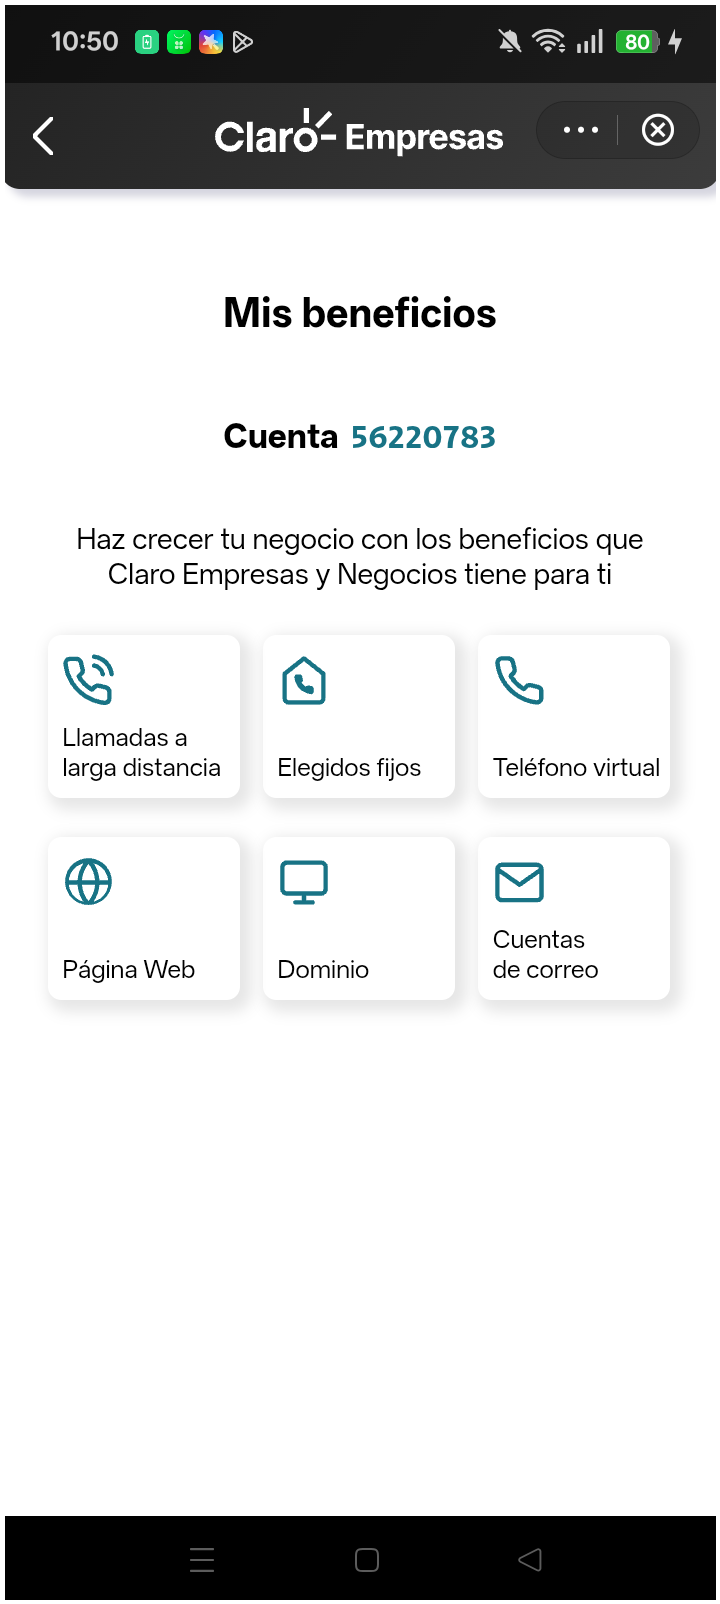 10:50
80
Claro Empresas
Mis beneficios
Cuenta 56220783
Haz crecer tu negocio con los beneficios que
Claro Empresas y Negocios tiene para ti
Llamadas a
larga distancia
Elegidos fijos
Teléfono virtual
Página Web
Dominio
Cuentas
de correo